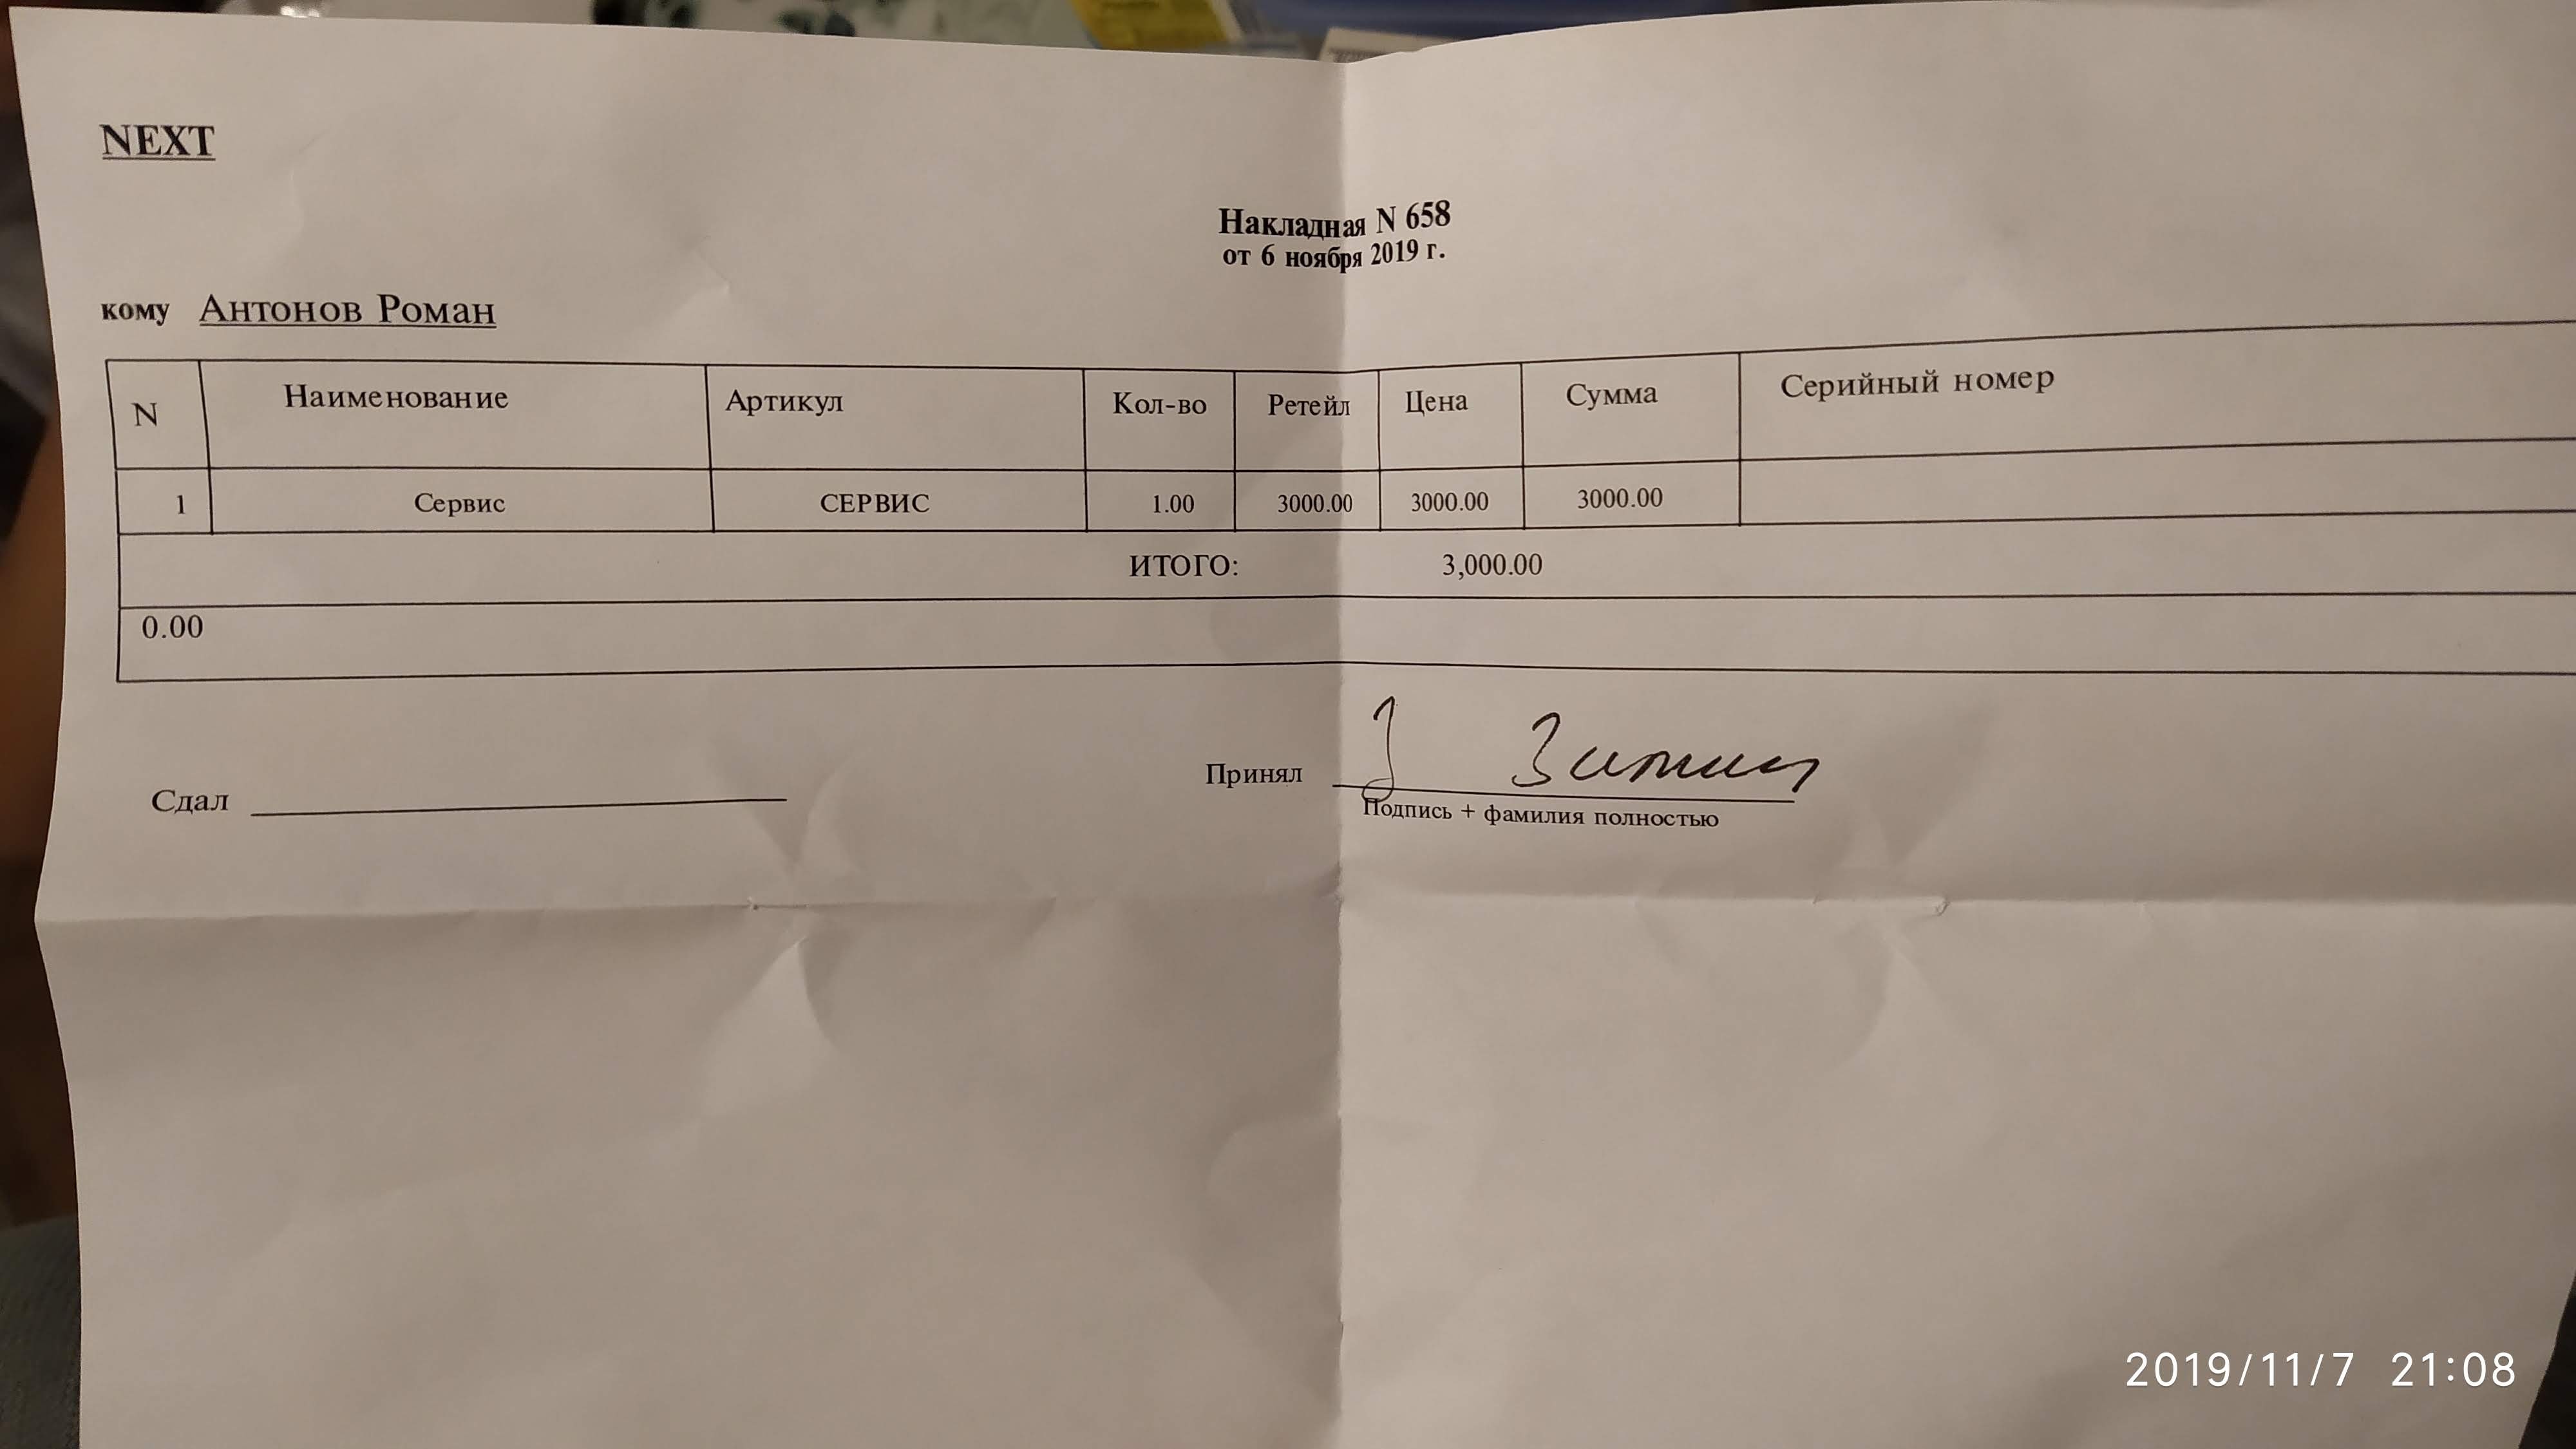 NEXT
Накладная N 658
от 6 ноября 2019 г.
кому Антонов Роман
N Наименование Артикул Кол-во Ретейл Цена Сумма Серийный номер
1 Сервис СЕРВИС 1.00 3000.00 3000.00 3000.00
ИТОГО: 3,000.00
0.00
Сдал Принял
Подпись + фамилия полностью
2019/11/7 21:08